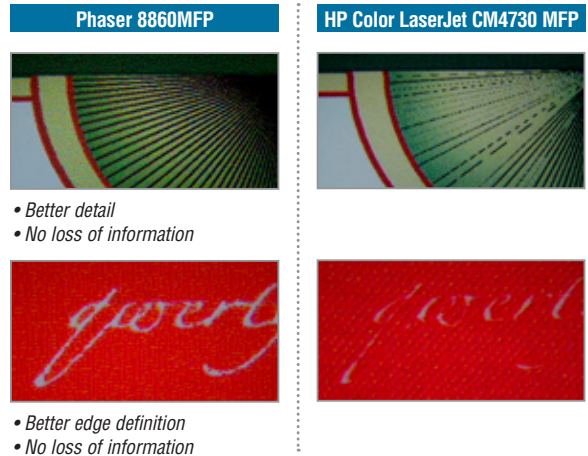 Phaser 8860MFP
HP Color LaserJet CM4730 MFP
• Better detail
• No loss of information
qwerty
qwerty
• Better edge definition
• No loss of information